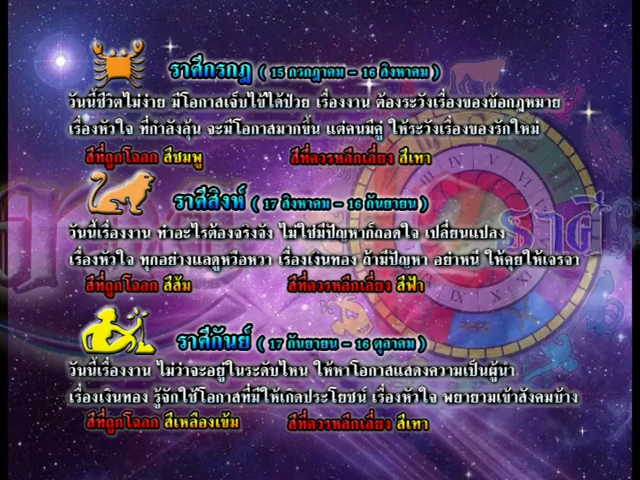 ราศีกรกฎ ( 15 กรกฎาคม - 16 สิงหาคม )
วันนี้ชีวิตไม่ง่าย มีโอกาสเจ็บไข้ได้ป่วย เรื่องงาน ต้องระวังเรื่องของข้อกฎหมาย
เรื่องหัวใจ ที่กำลังลุ้น จะมีโอกาสมากขึ้น แต่คนมีคู่ ให้ระวังเรื่องของรักใหม่
สีที่ถูกโฉลก สีชมพู สีที่ควรหลีกเลี่ยง สีเทา
ราศีสิงห์ ( 17 สิงหาคม - 16 กันยายน )
วันนี้เรื่องงาน ทำอะไรต้องจริงจัง ไม่ใช่มีปัญหาก็ถอดใจ เปลี่ยนแปลง
เรื่องหัวใจ ทุกอย่างแลดูหวือหวา เรื่องเงินทอง ถ้ามีปัญหา อย่าหนี ให้คุยให้เจรจา
สีที่ถูกโฉลก สีส้ม สีที่ควรหลีกเลี่ยง สีฟ้า
ราศีกันย์ ( 17 กันยายน - 16 ตุลาคม )
วันนี้เรื่องงาน ไม่ว่าจะอยู่ในระดับไหน ให้หาโอกาสแสดงความเป็นผู้นำ
เรื่องเงินทอง รู้จักใช้โอกาสที่มีให้เกิดประโยชน์ เรื่องหัวใจ พยายามเข้าสังคมบ้าง
สีที่ถูกโฉลก สีเหลืองเข้ม สีที่ควรหลีกเลี่ยง สีเทา